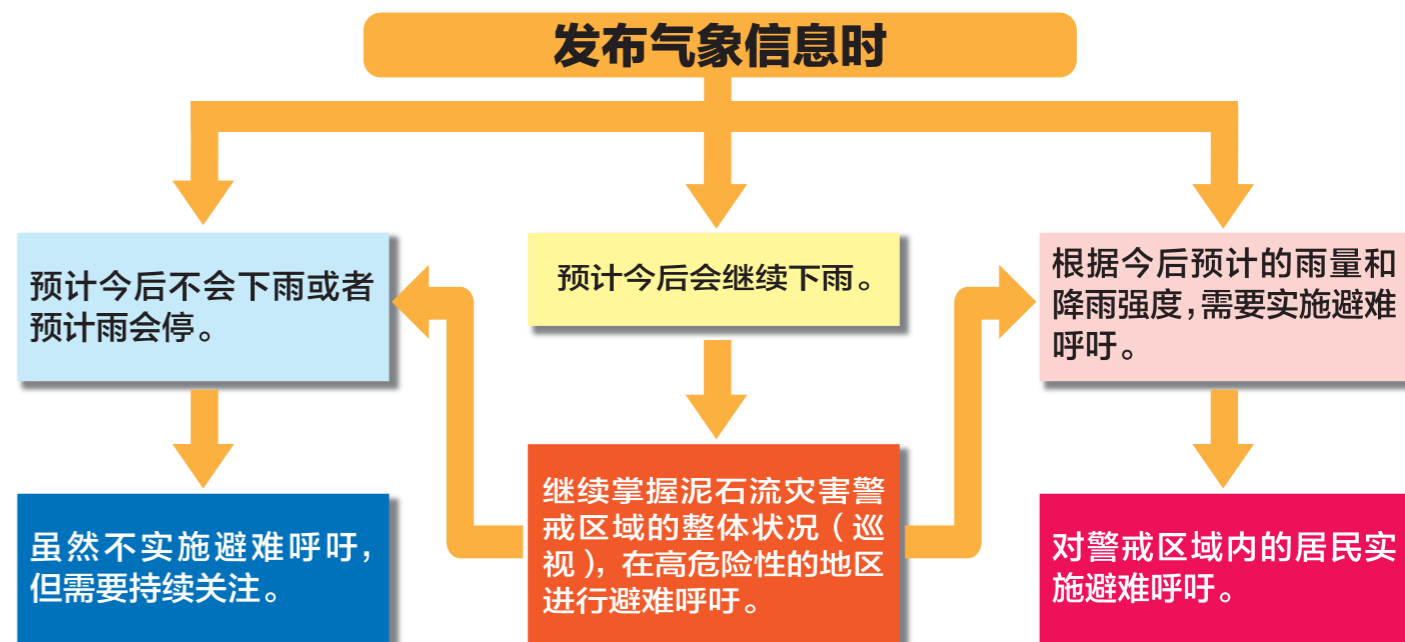 发布气象信息时
预计今后不会下雨或者
预计雨会停。
预计今后会继续下雨。
根据今后预计的雨量和
降雨强度，需要实施避难
呼吁。
虽然不实施避难呼吁，
但需要持续关注。
继续掌握泥石流灾害警
戒区域的整体状况（巡
视），在高危险性的地区
进行避难呼吁。
对警戒区域内的居民实
施避难呼吁。